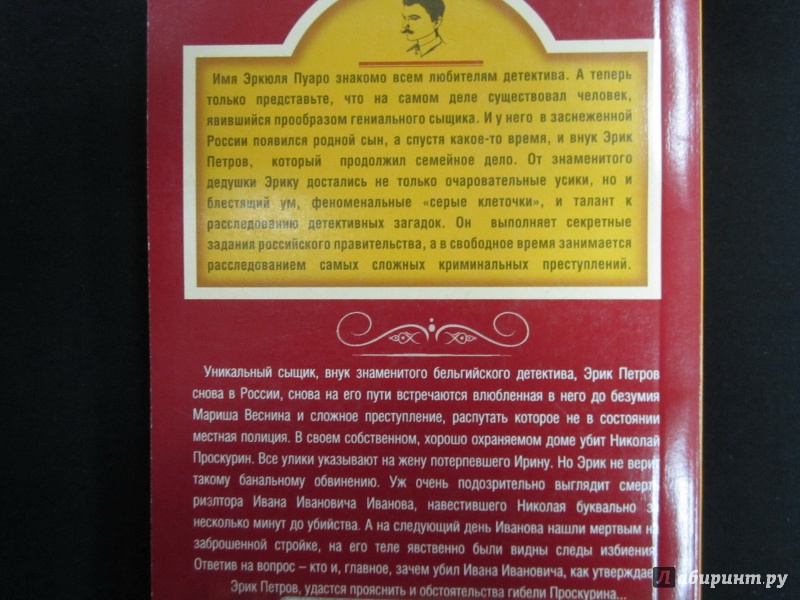 Имя Эркюля Пуаро знакомо всем любителям детектива. А теперь
только представьте, что на самом деле существовал человек,
явившийся прообразом гениального сыщика. И у него в заснеженной
России появился родной сын, а спустя какое-то время, и внук Эрик
Петров, который продолжил семейное дело. От знаменитого
дедушки Эрику достались не только очаровательные усики, но и
блестящий ум, феноменальные «серые клеточки», и талант к
расследованию детективных загадок. Он выполняет секретные
задания российского правительства, а в свободное время занимается
расследованием самых сложных криминальных преступлений.
Уникальный сыщик, внук знаменитого бельгийского детектива, Эрик Петров
снова в России, снова на его пути встречаются влюбленная в него до безумия
Мариша Веснина и сложное преступление, распутать которое не в состоянии
местная полиция. В своем собственном, хорошо охраняемом доме убит Николай
Проскурин. Все улики указывают на жену потерпевшего Ирину. Но Эрик не верит
такому банальному обвинению. Уж очень подозрительно выглядит смерть
риэлтора Ивана Ивановича Иванова, навестившего Николая буквально за
несколько минут до убийства. А на следующий день Иванова нашли мертвым на
заброшенной стройке, на его теле явственно были видны следы избиения.
Ответив на вопрос – кто и, главное, зачем убил Ивана Ивановича, как утверждает
Эрик Петров, удастся прояснить и обстоятельства гибели Проскурина...
Лабиринт.ру